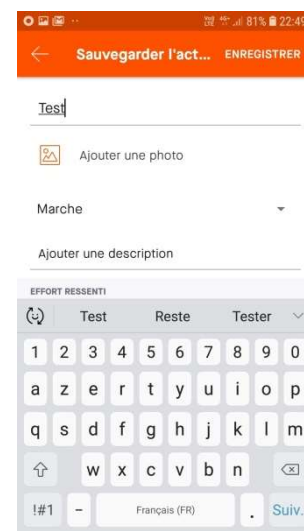 81% 22:49
Sauvegarder l'act... ENREGISTRER
Test
Ajouter une photo
Marche
Ajouter une description
EFFORT RESSENTI
Test Reste Tester
1 2 3 4 5 6 7 8 9 0
a z e r t y u i o p
q s d f g h j k l m
w x c v b n
!#1 - Français (FR) . Suiv.